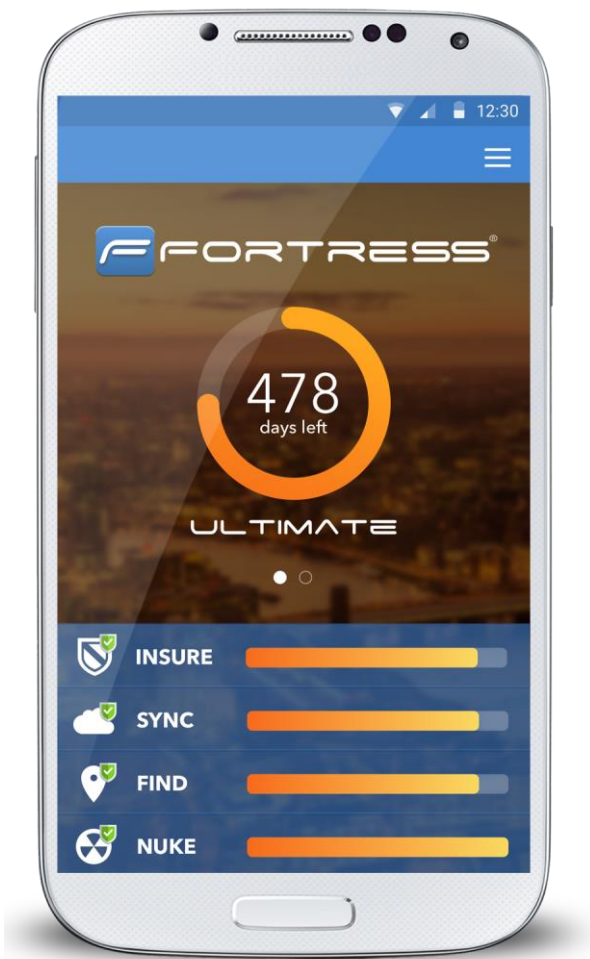 12:30
FORTRESS®
478
days left
ULTIMATE
INSURE
SYNC
FIND
NUKE